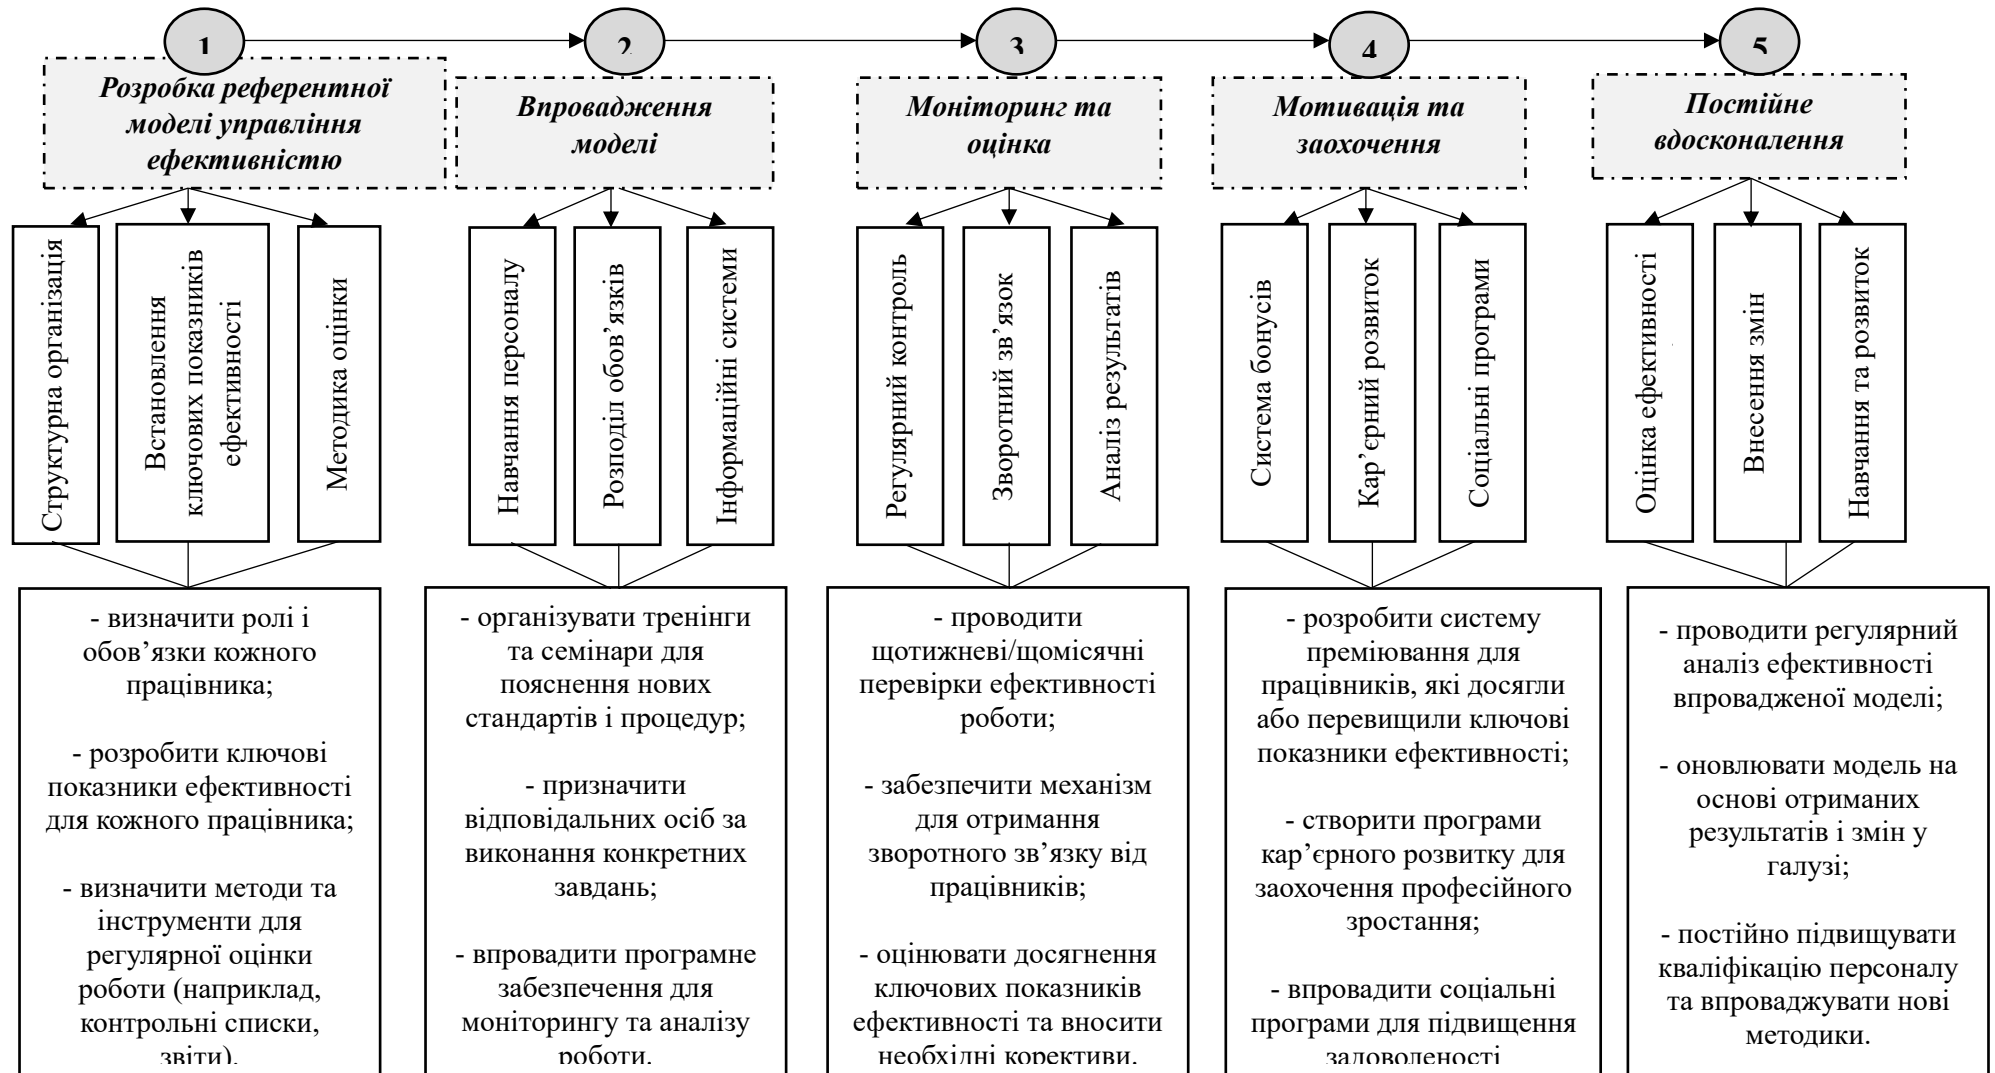 1
2
3
4
5
Розробка референтної
моделі управління
ефективністю
Впровадження
моделі
Моніторинг та
оцінка
Мотивація та
заохочення
Постійне
вдосконалення
Структурна організація
Встановлення
ключових показників
ефективності
Методика оцінки
Навчання персоналу
Розподіл обов’язків
Інформаційні системи
Регулярний контроль
Зворотний зв’язок
Аналіз результатів
Система бонусів
Кар’єрний розвиток
Соціальні програми
Оцінка ефективності
Внесення змін
Навчання та розвиток
- визначити ролі і
обов’язки кожного
працівника;
- розробити ключові
показники ефективності
для кожного працівника;
- визначити методи та
інструменти для
регулярної оцінки
роботи (наприклад,
контрольні списки,
звіти).
- організувати тренінги
та семінари для
пояснення нових
стандартів і процедур;
- призначити
відповідальних осіб за
виконання конкретних
завдань;
- впровадити програмне
забезпечення для
моніторингу та аналізу
роботи.
- проводити
щотижневі/щомісячні
перевірки ефективності
роботи;
- забезпечити механізм
для отримання
зворотного зв’язку від
працівників;
- оцінювати досягнення
ключових показників
ефективності та вносити
необхідні корективи.
- розробити систему
преміювання для
працівників, які досягли
або перевищили ключові
показники ефективності;
- створити програми
кар’єрного розвитку для
заохочення професійного
зростання;
- впровадити соціальні
програми для підвищення
задоволеності
- проводити регулярний
аналіз ефективності
впровадженої моделі;
- оновлювати модель на
основі отриманих
результатів і змін у
галузі;
- постійно підвищувати
кваліфікацію персоналу
та впроваджувати нові
методики.